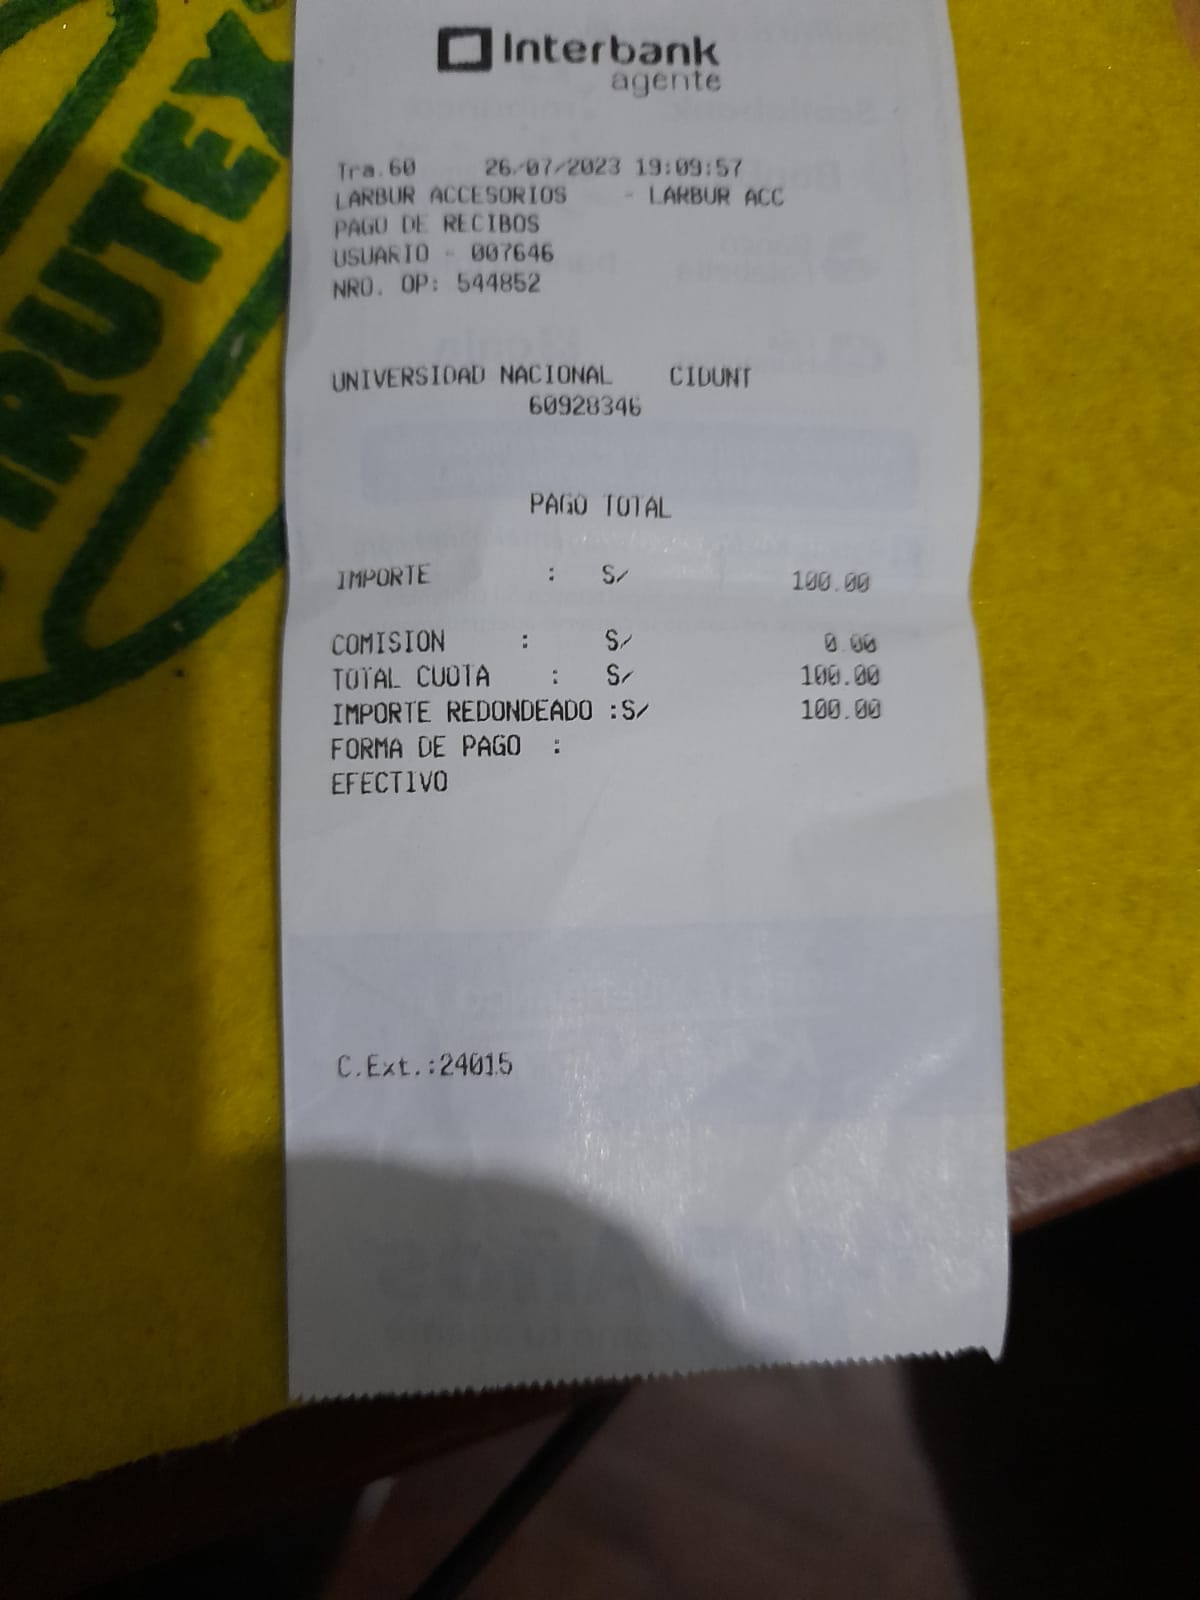 Interbank
agente
Tra.60 26/07/2023 19:09:57
LARBUR ACCESORIOS - LARBUR ACC
PAGO DE RECIBOS
USUARIO - 007646
NRO. OP: 544852
UNIVERSIDAD NACIONAL CIDUNT
60928346
PAGO TOTAL
IMPORTE : S/ 100.00
COMISION : S/ 0.00
TOTAL CUOTA : S/ 100.00
IMPORTE REDONDEADO :S/ 100.00
FORMA DE PAGO :
EFECTIVO
C.Ext.:24015